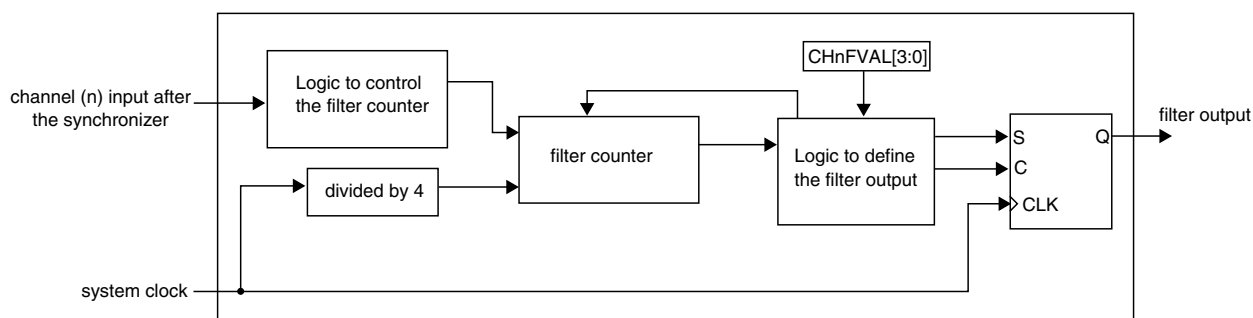 CHnFVAL[3:0]
Logic to control
the filter counter
channel (n) input after
the synchronizer
filter output
S
Q
filter counter
Logic to define
the filter output
C
divided by 4
CLK
system clock